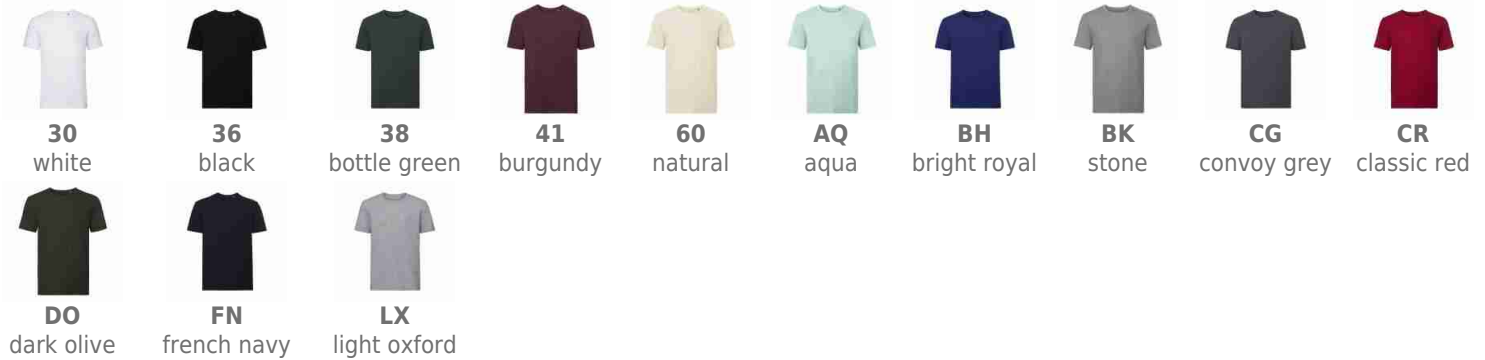 30 36 38 41 60 AQ BH BK CG CR
white black bottle green burgundy natural aqua bright royal stone convoy grey classic red
DO FN LX
dark olive french navy light oxford